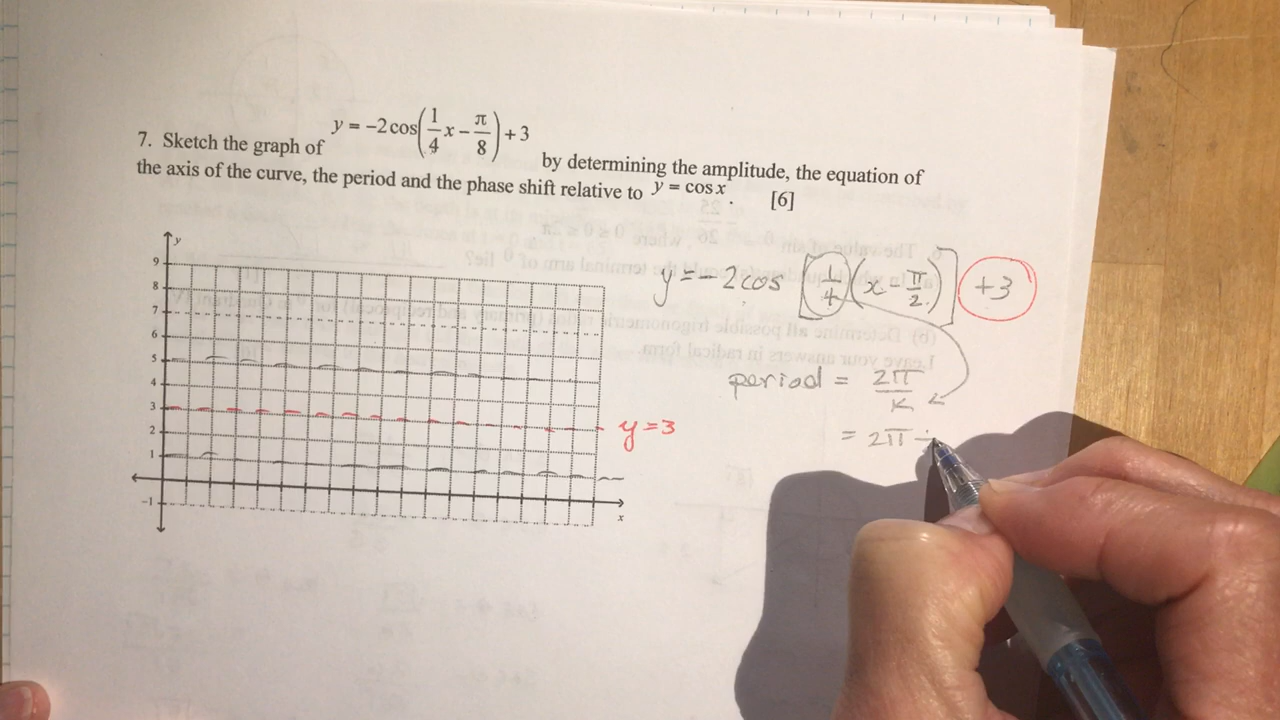 7. Sketch the graph of y = −2cos(1/4 x − π/8) + 3 by determining the amplitude, the equation of
the axis of the curve, the period and the phase shift relative to y = cos x. [6]
y
9
8
7
6
5
4
3
2
1
−1
x
y = 3
y = −2cos [1/4 (x − π/2)] +3
period = 2π/k
= 2π ÷